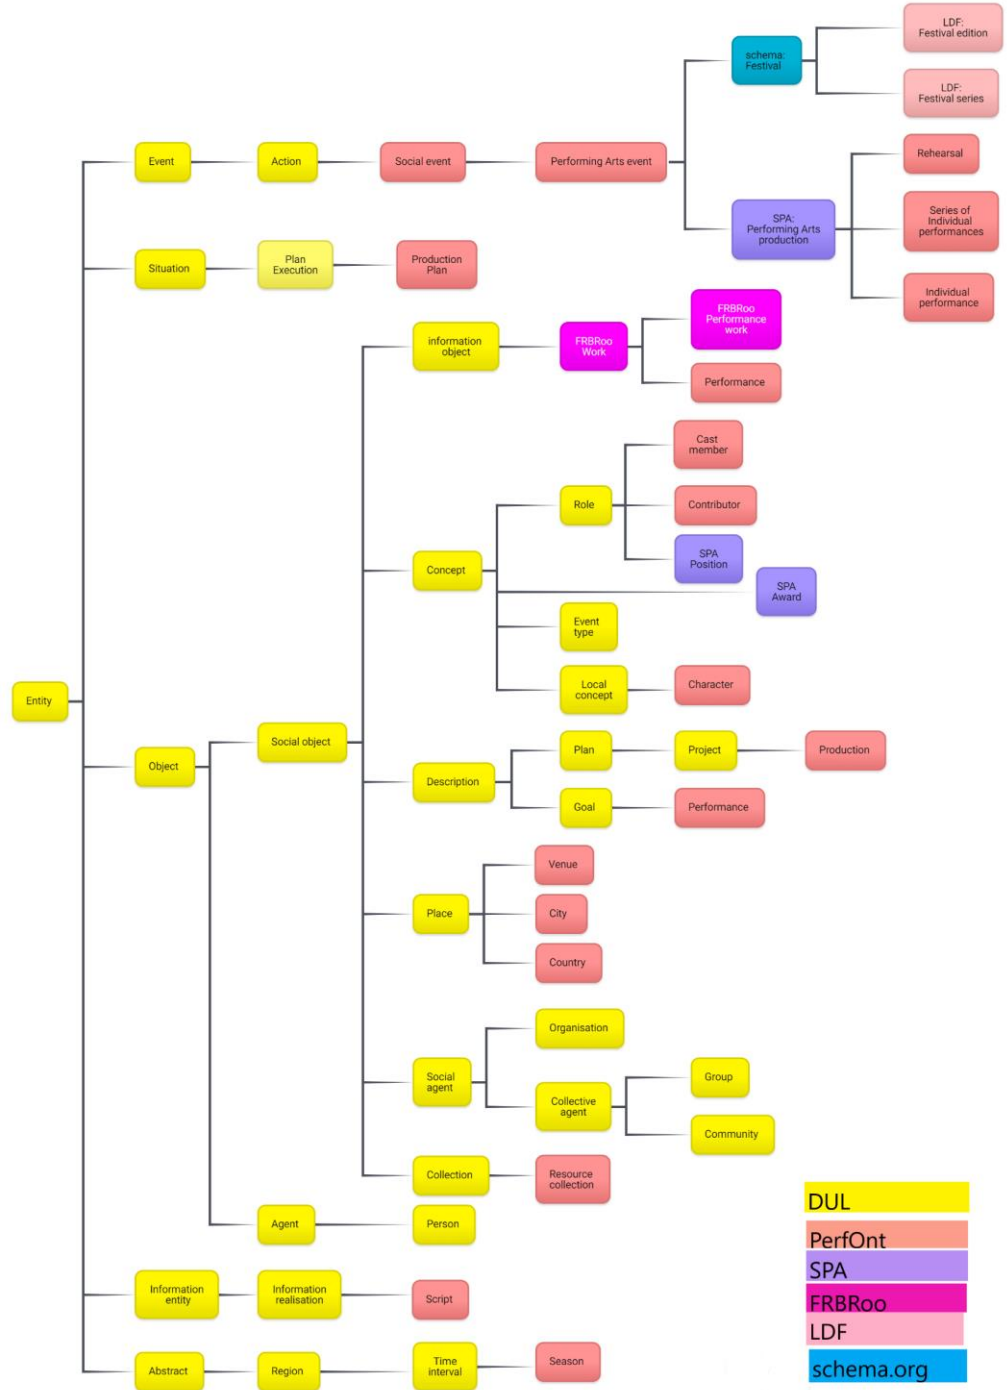 LDF:
Festival edition
schema:
Festival
LDF:
Festival series
Event
Action
Social event
Performing Arts event
Rehearsal
SPA:
Performing Arts
production
Series of
Individual
performances
Individual
performance
Situation
Plan
Execution
Production
Plan
information
object
FRBRoo
Work
FRBRoo
Performance
work
Performance
Cast
member
Role
Contributor
SPA
Position
Concept
SPA
Award
Event
type
Local
concept
Character
Entity
Object
Social object
Description
Plan
Project
Production
Goal
Performance
Venue
Place
City
Country
Organisation
Social
agent
Collective
agent
Group
Community
Collection
Resource
collection
Agent
Person
Information
entity
Information
realisation
Script
Abstract
Region
Time
interval
Season
DUL
PerfOnt
SPA
FRBRoo
LDF
schema.org